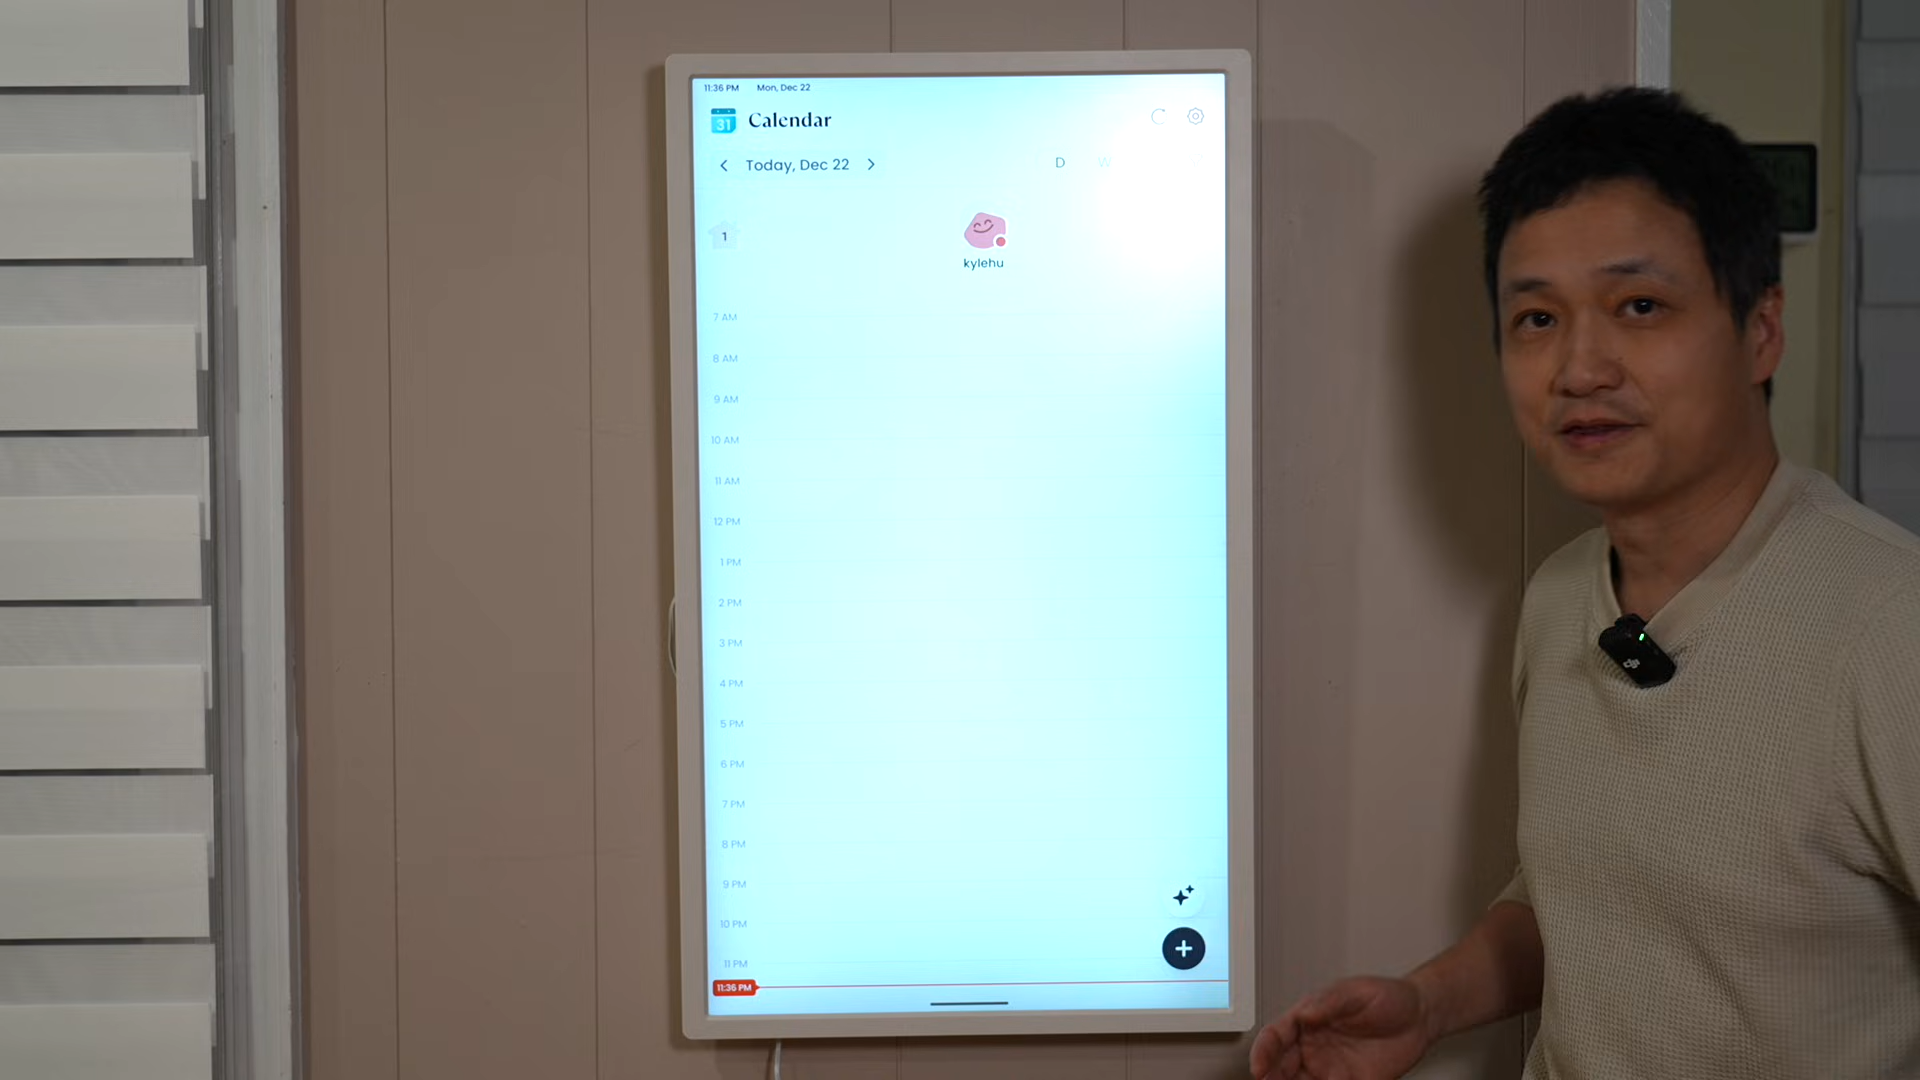 11:36 PM Mon, Dec 22
31 Calendar
Today, Dec 22 D W
1
kylehu
7 AM
8 AM
9 AM
10 AM
11 AM
12 PM
1 PM
2 PM
3 PM
4 PM
5 PM
6 PM
7 PM
8 PM
9 PM
10 PM
11 PM
11:36 PM
dji